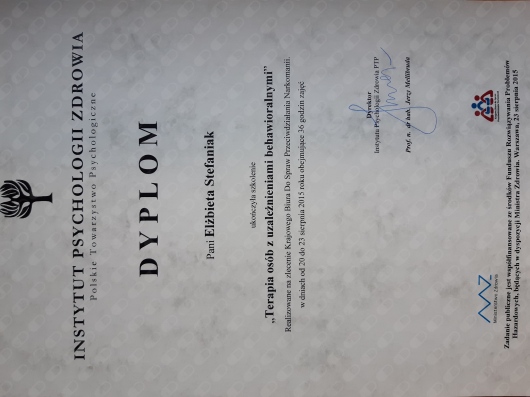 INSTYTUT PSYCHOLOGII ZDROWIA
Polskie Towarzystwo Psychologiczne
DYPLOM
Pani Elżbieta Stefaniak
ukończyła szkolenie
„Terapia osób z uzależnieniami behawioralnymi”
Realizowane na zlecenie Krajowego Biura Do Spraw Przeciwdziałania Narkomanii.
w dniach od 20 do 23 sierpnia 2015 roku obejmujące 36 godzin zajęć
Dyrektor
Instytutu Psychologii Zdrowia PTP
Prof. n. dr hab. Jerzy Mellibruda
Ministerstwo Zdrowia
Zadanie publiczne jest współfinansowane ze środków Funduszu Rozwiązywania Problemów
Hazardowych, będących w dyspozycji Ministra Zdrowia. Warszawa, 23 sierpnia 2015